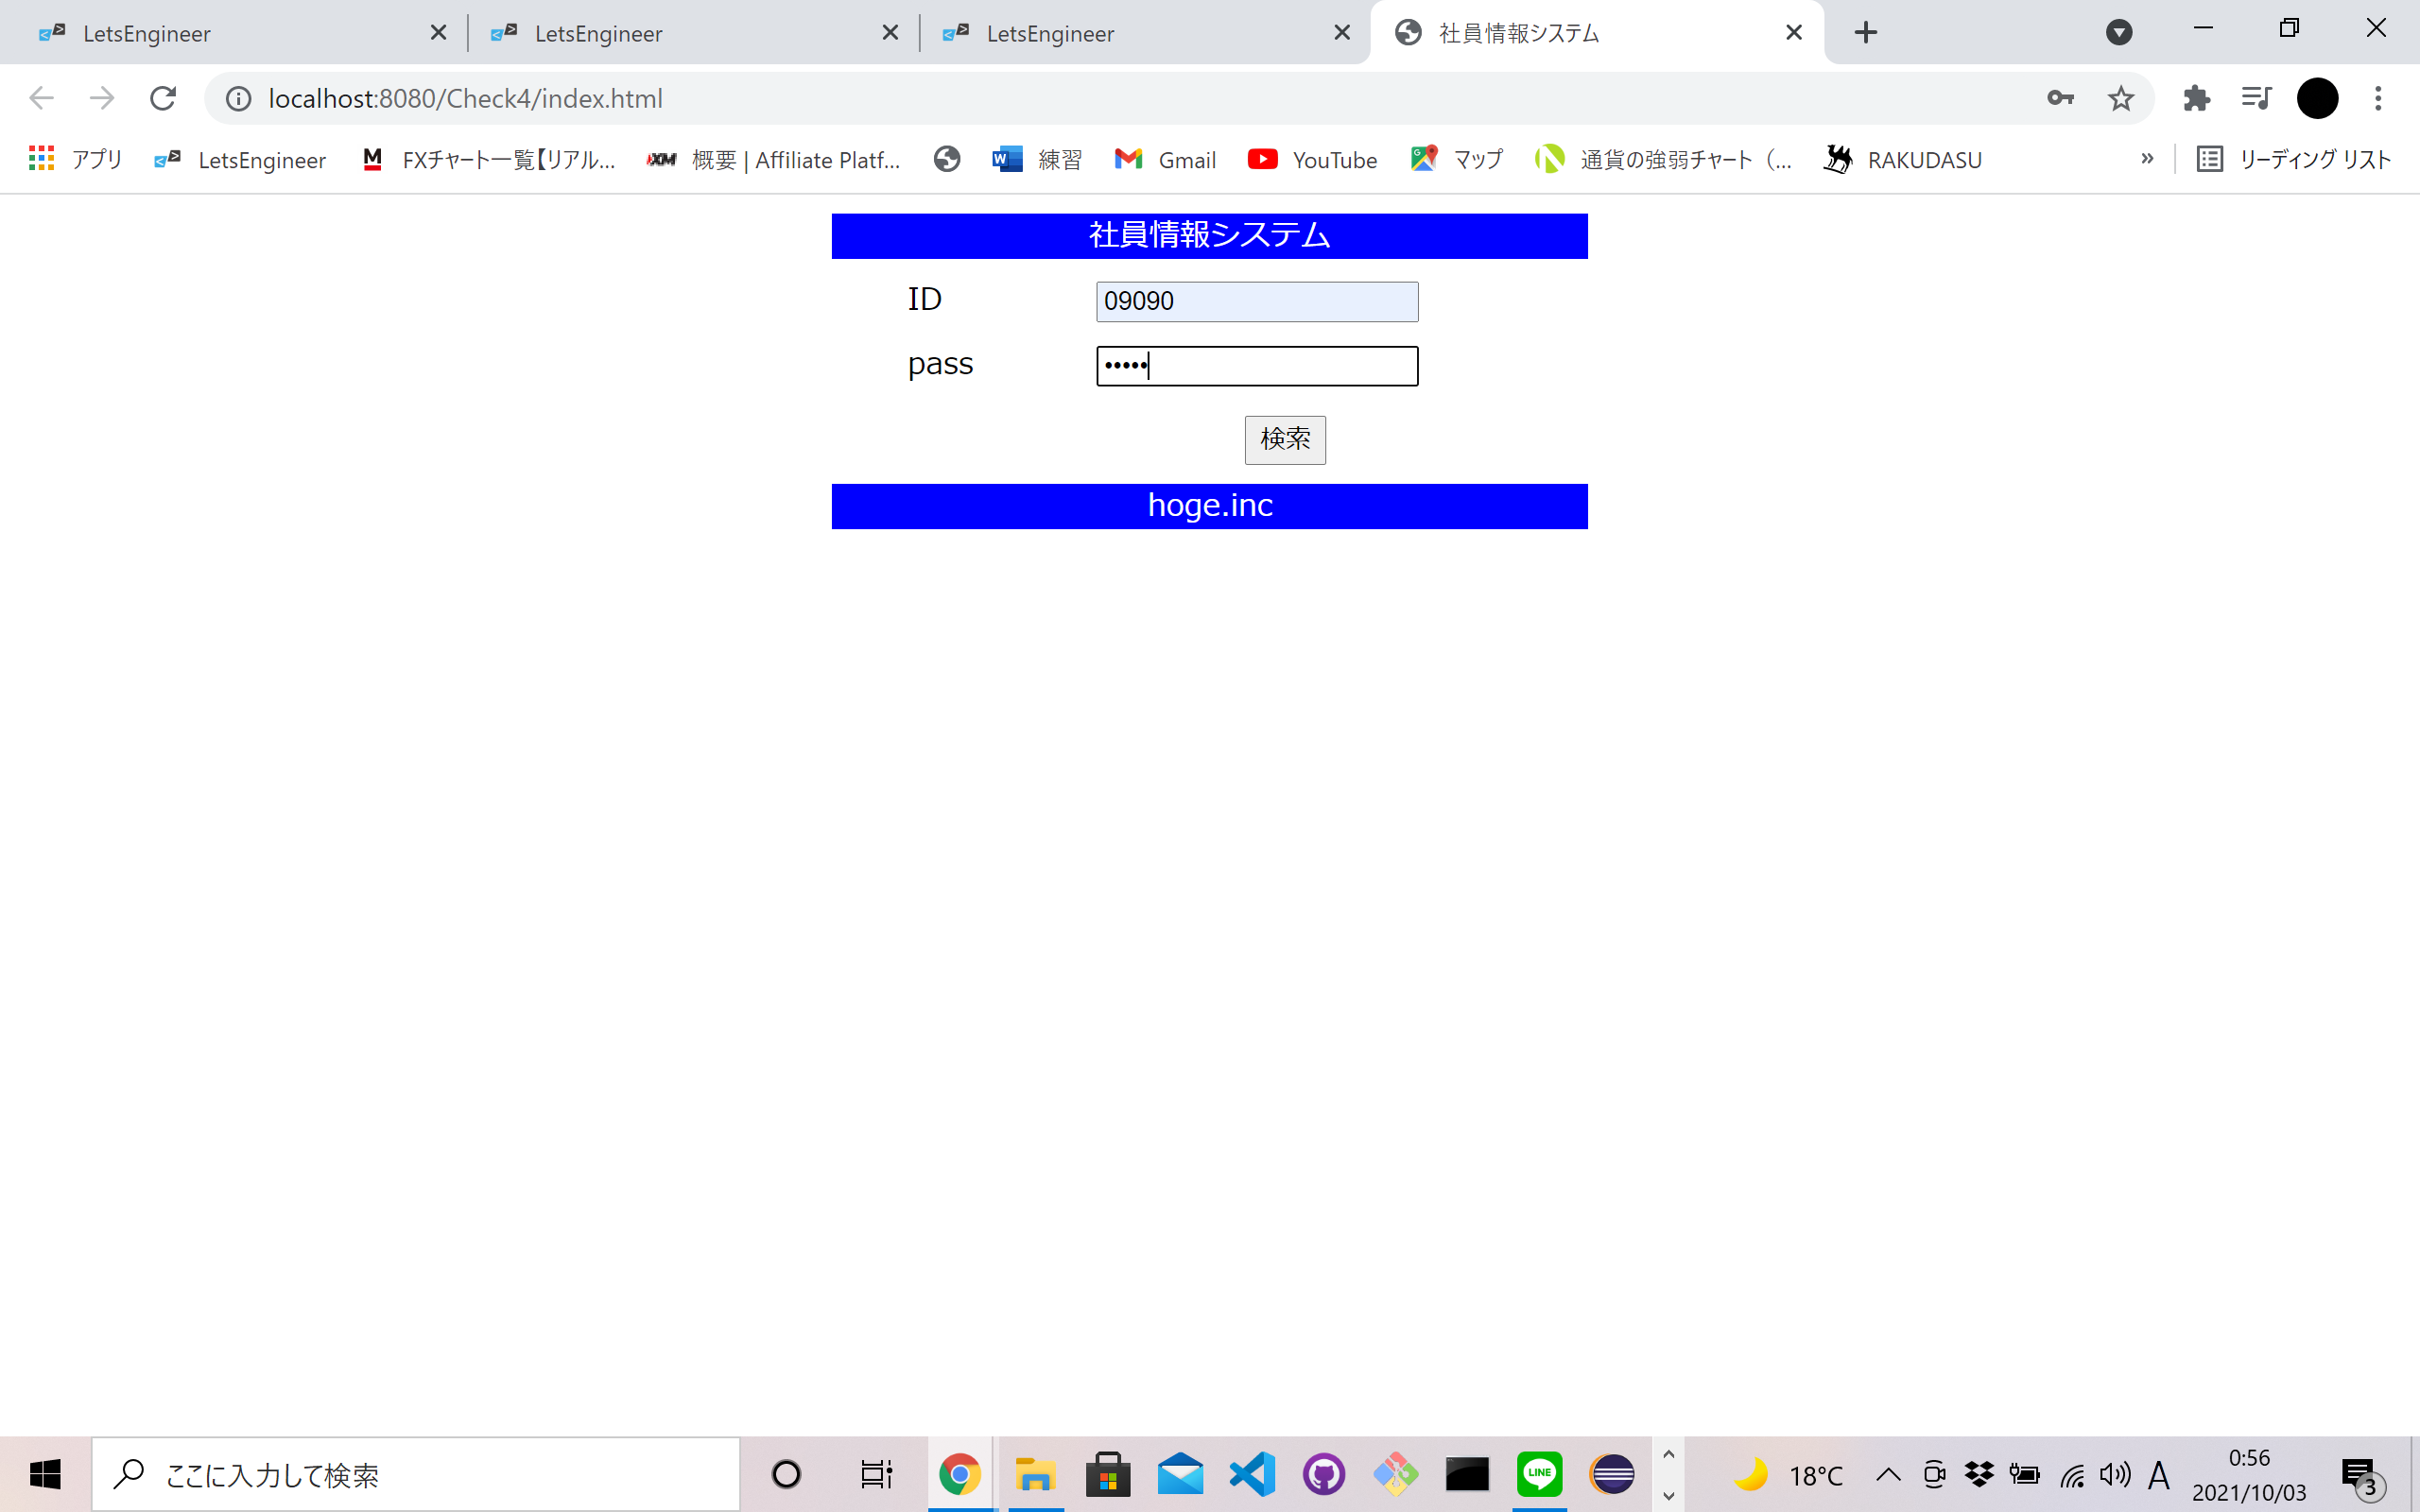 LetsEngineer
LetsEngineer
LetsEngineer
社員情報システム
localhost:8080/Check4/index.html
アプリ
LetsEngineer
M
FXチャート一覧【リアル...
XM
概要 | Affiliate Platf...
W
練習
Gmail
YouTube
G
マップ
通貨の強弱チャート（...
RAKUDASU
»
リーディング リスト
社員情報システム
ID
09090
pass
•••••
検索
hoge.inc
ここに入力して検索
LINE
18°C
A
0:56
2021/10/03
3